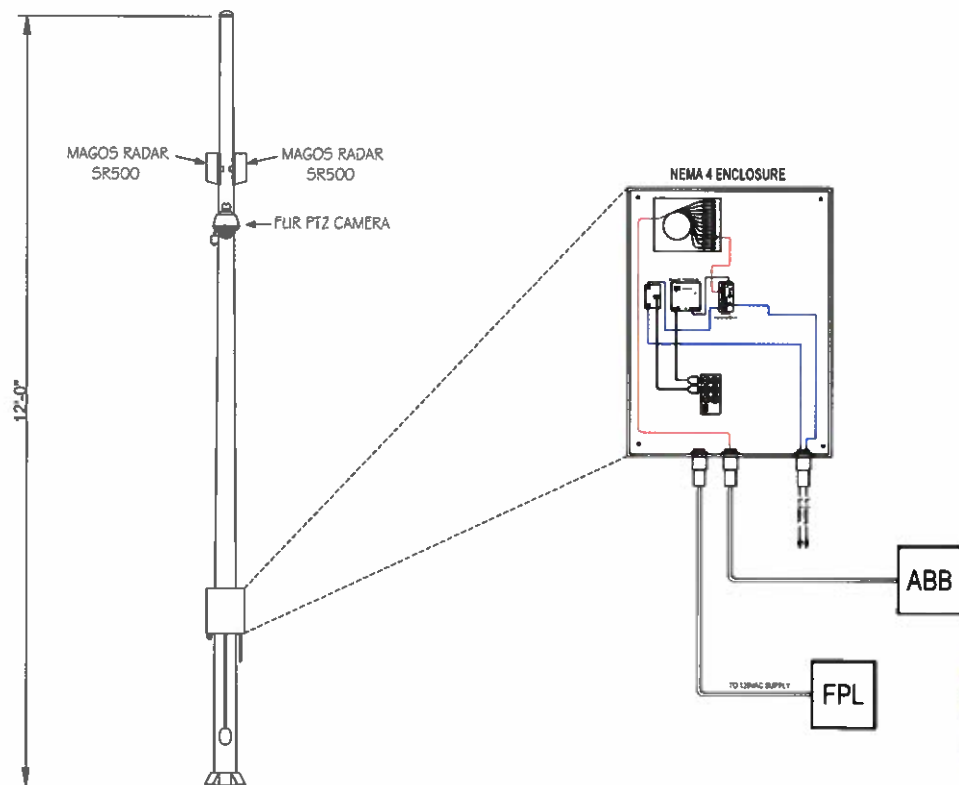 MAGOS RADAR
SR500
MAGOS RADAR
SR500
FLIR PTZ CAMERA
12'-0"
NEMA 4 ENCLOSURE
ABB
TO 120VAC SUPPLY
FPL